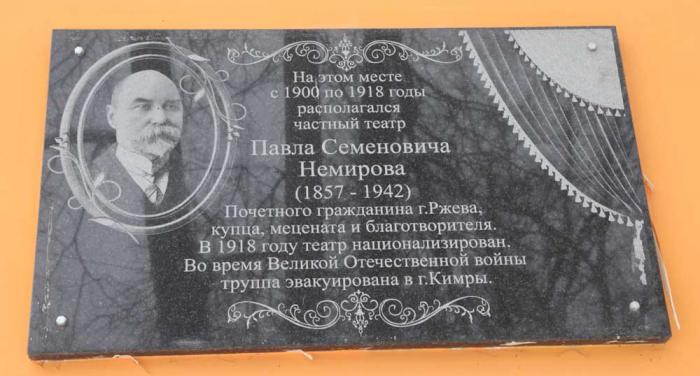 На этом месте
с 1900 по 1918 годы
располагался
частный театр
Павла Семеновича
Немирова
(1857 - 1942)
Почетного гражданина г.Ржева,
купца, мецената и благотворителя.
В 1918 году театр национализирован.
Во время Великой Отечественной войны
труппа эвакуирована в г.Кимры.